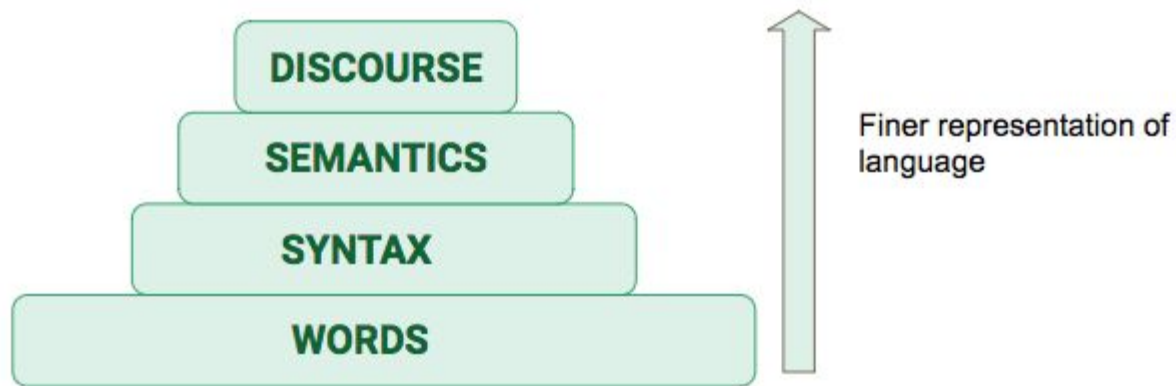 DISCOURSE
SEMANTICS
SYNTAX
WORDS
Finer representation of
language